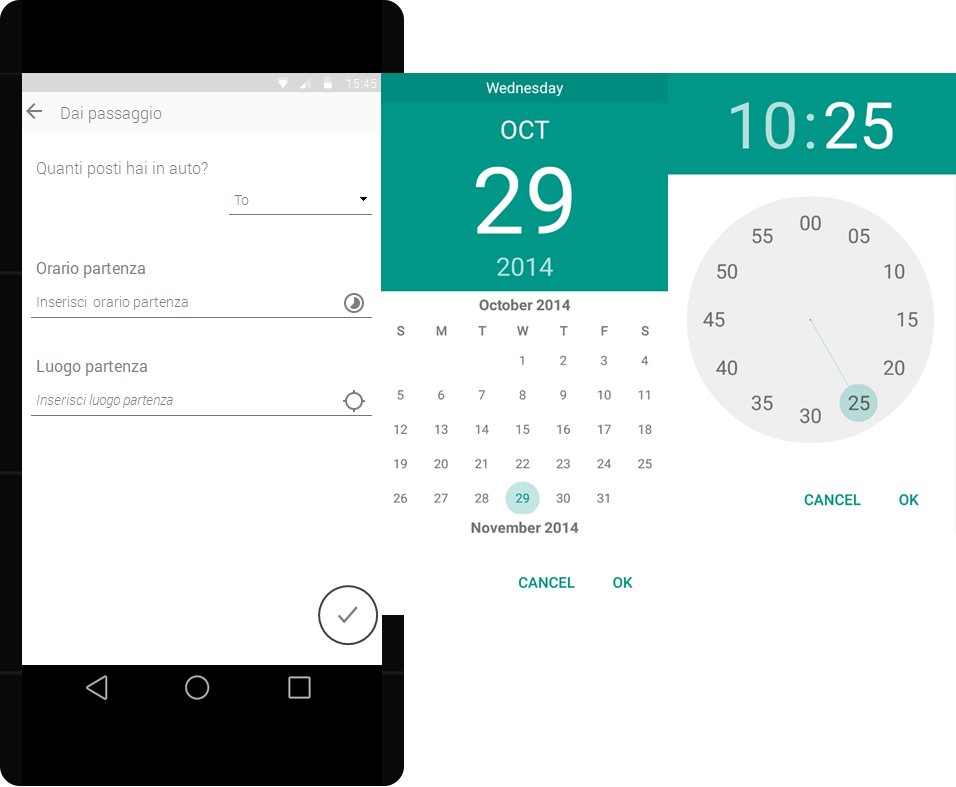 15:45
Dai passaggio
Quanti posti hai in auto?
To
Orario partenza
Inserisci orario partenza
Luogo partenza
Inserisci luogo partenza
Wednesday
OCT
29
2014
October 2014
S M T W T F S
1 2 3 4
5 6 7 8 9 10 11
12 13 14 15 16 17 18
19 20 21 22 23 24 25
26 27 28 29 30 31
November 2014
CANCEL OK
10:25
00
55 05
50 10
45 15
40 20
35 25
30
CANCEL OK